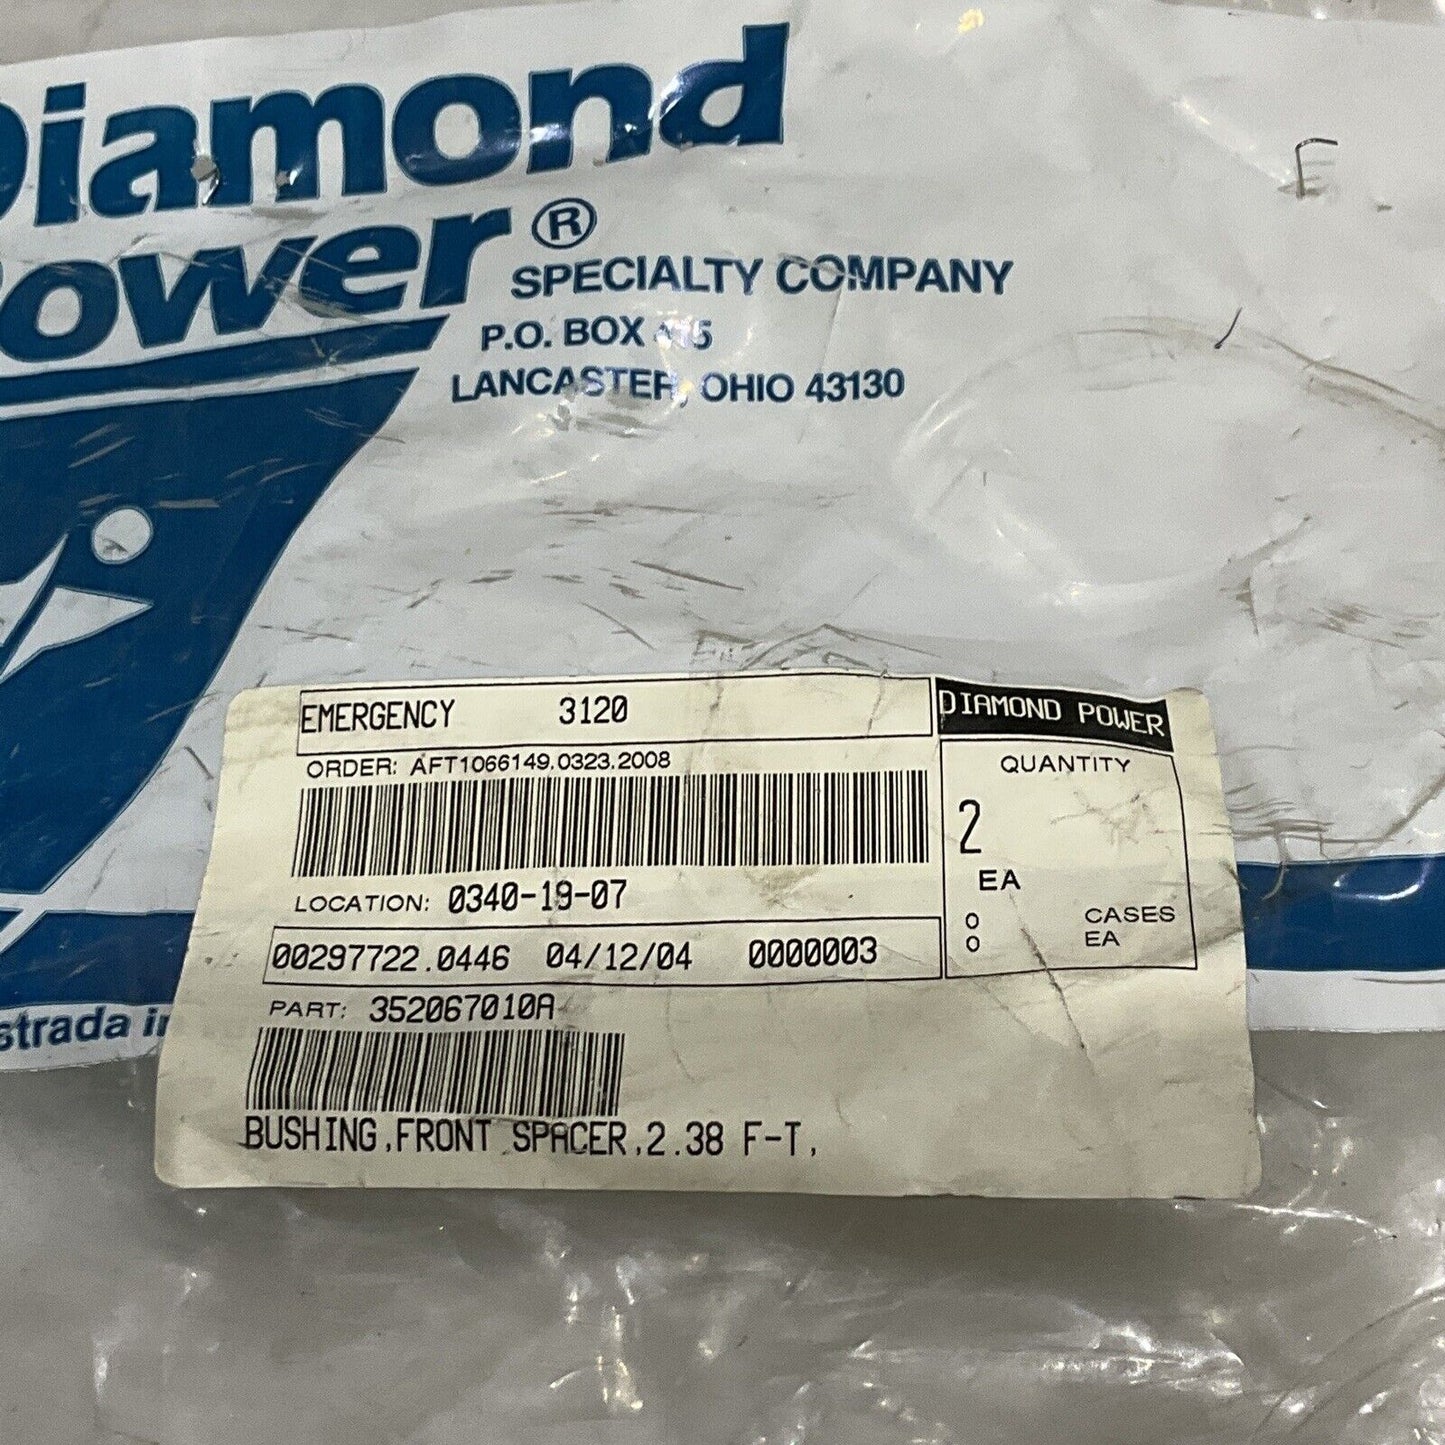 Diamond
Power®
SPECIALTY COMPANY
P.O. BOX
LANCASTER, OHIO 43130
EMERGENCY 3120
DIAMOND POWER
ORDER: AFT1066149.0323.2008
QUANTITY
2
EA
LOCATION: 0340-19-07
0 CASES
0 EA
00297722.0446 04/12/04 0000003
PART: 352067010A
BUSHING,FRONT SPACER,2.38 F-T,